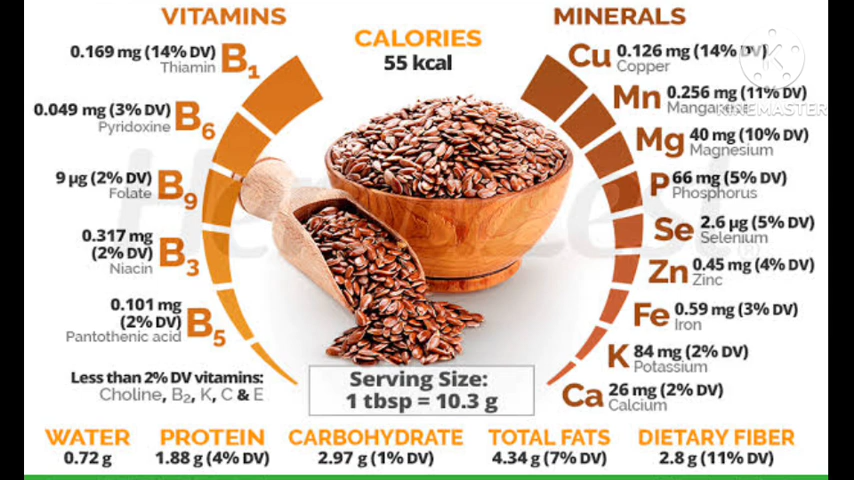 VITAMINS
0.169 mg (14% DV)
Thiamin
B1
0.049 mg (3% DV)
Pyridoxine
B6
9 µg (2% DV)
Folate
B9
0.317 mg
(2% DV)
Niacin
B3
0.101 mg
(2% DV)
Pantothenic acid
B5
Less than 2% DV vitamins:
Choline, B2, K, C & E
CALORIES
55 kcal
Serving Size:
1 tbsp = 10.3 g
MINERALS
Cu 0.126 mg (14% DV)
Copper
Mn 0.256 mg (11% DV)
Manganese
Mg 40 mg (10% DV)
Magnesium
P 66 mg (5% DV)
Phosphorus
Se 2.6 µg (5% DV)
Selenium
Zn 0.45 mg (4% DV)
Zinc
Fe 0.59 mg (3% DV)
Iron
K 84 mg (2% DV)
Potassium
Ca 26 mg (2% DV)
Calcium
K
KINEMASTER
WATER
0.72 g
PROTEIN
1.88 g (4% DV)
CARBOHYDRATE
2.97 g (1% DV)
TOTAL FATS
4.34 g (7% DV)
DIETARY FIBER
2.8 g (11% DV)